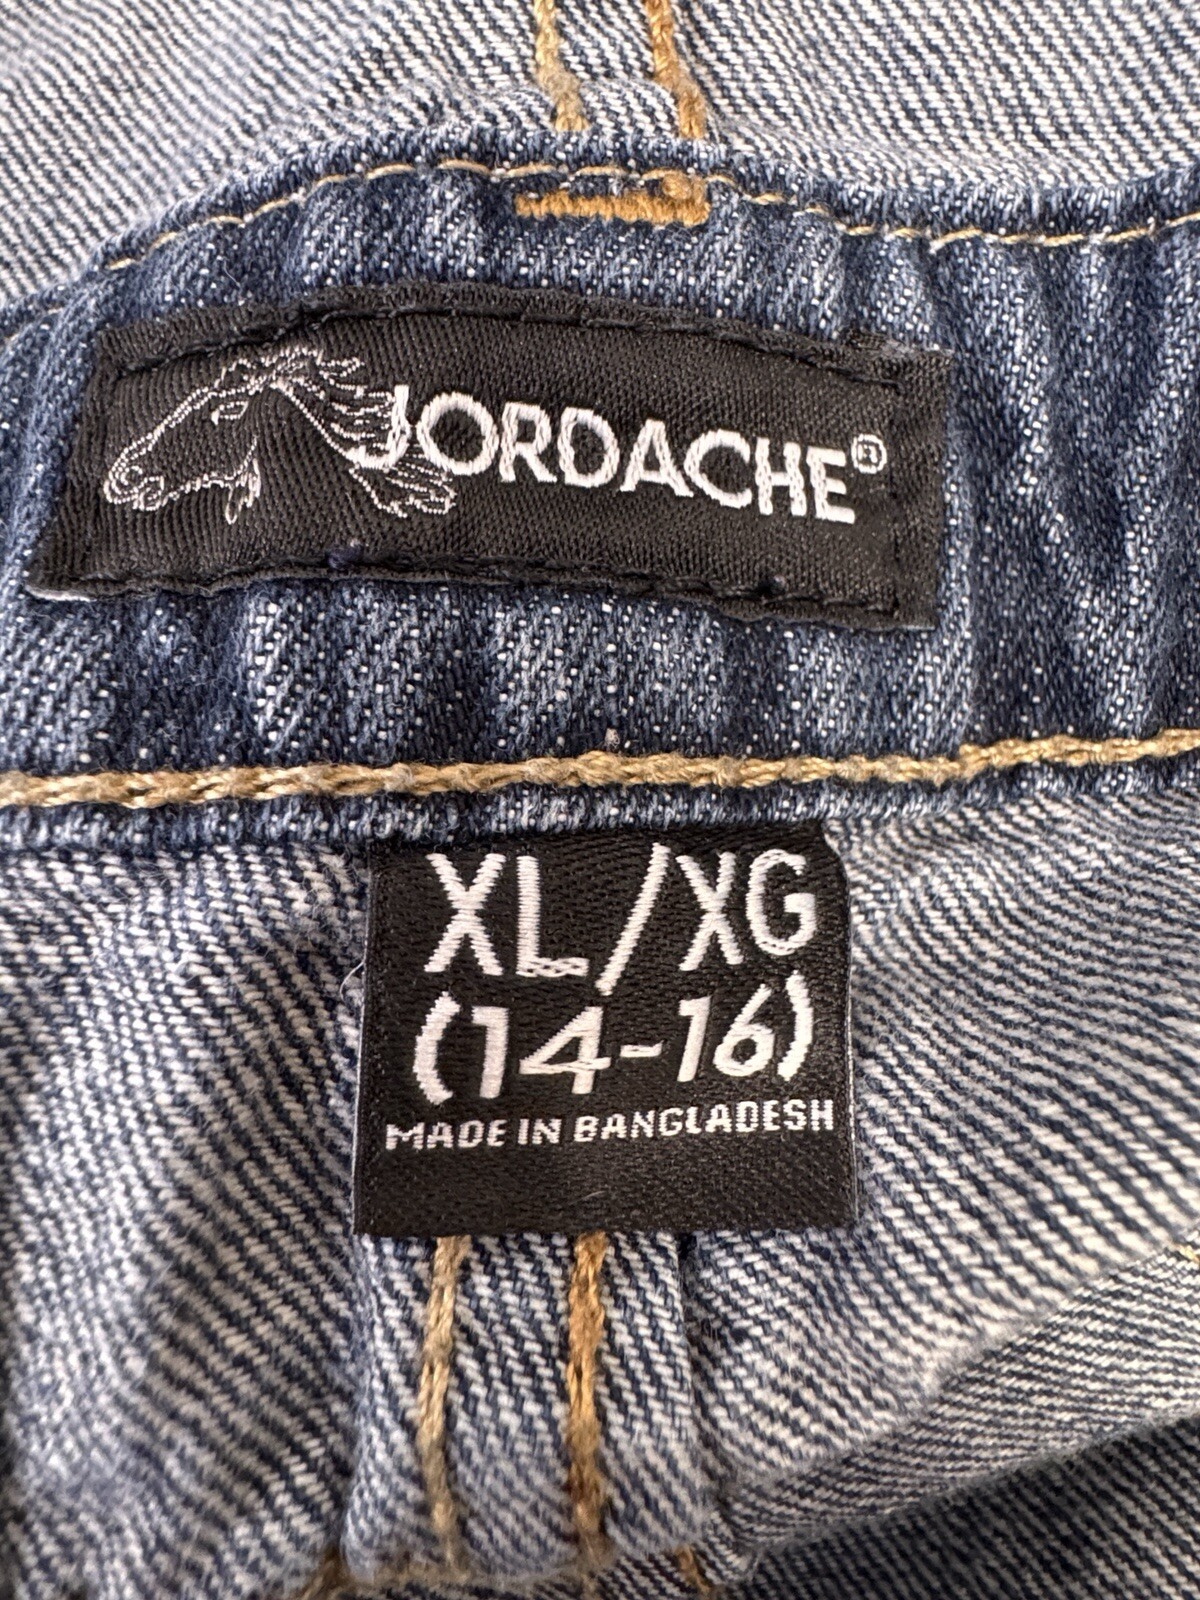 JORDACHE®
XL/XG
(14-16)
MADE IN BANGLADESH